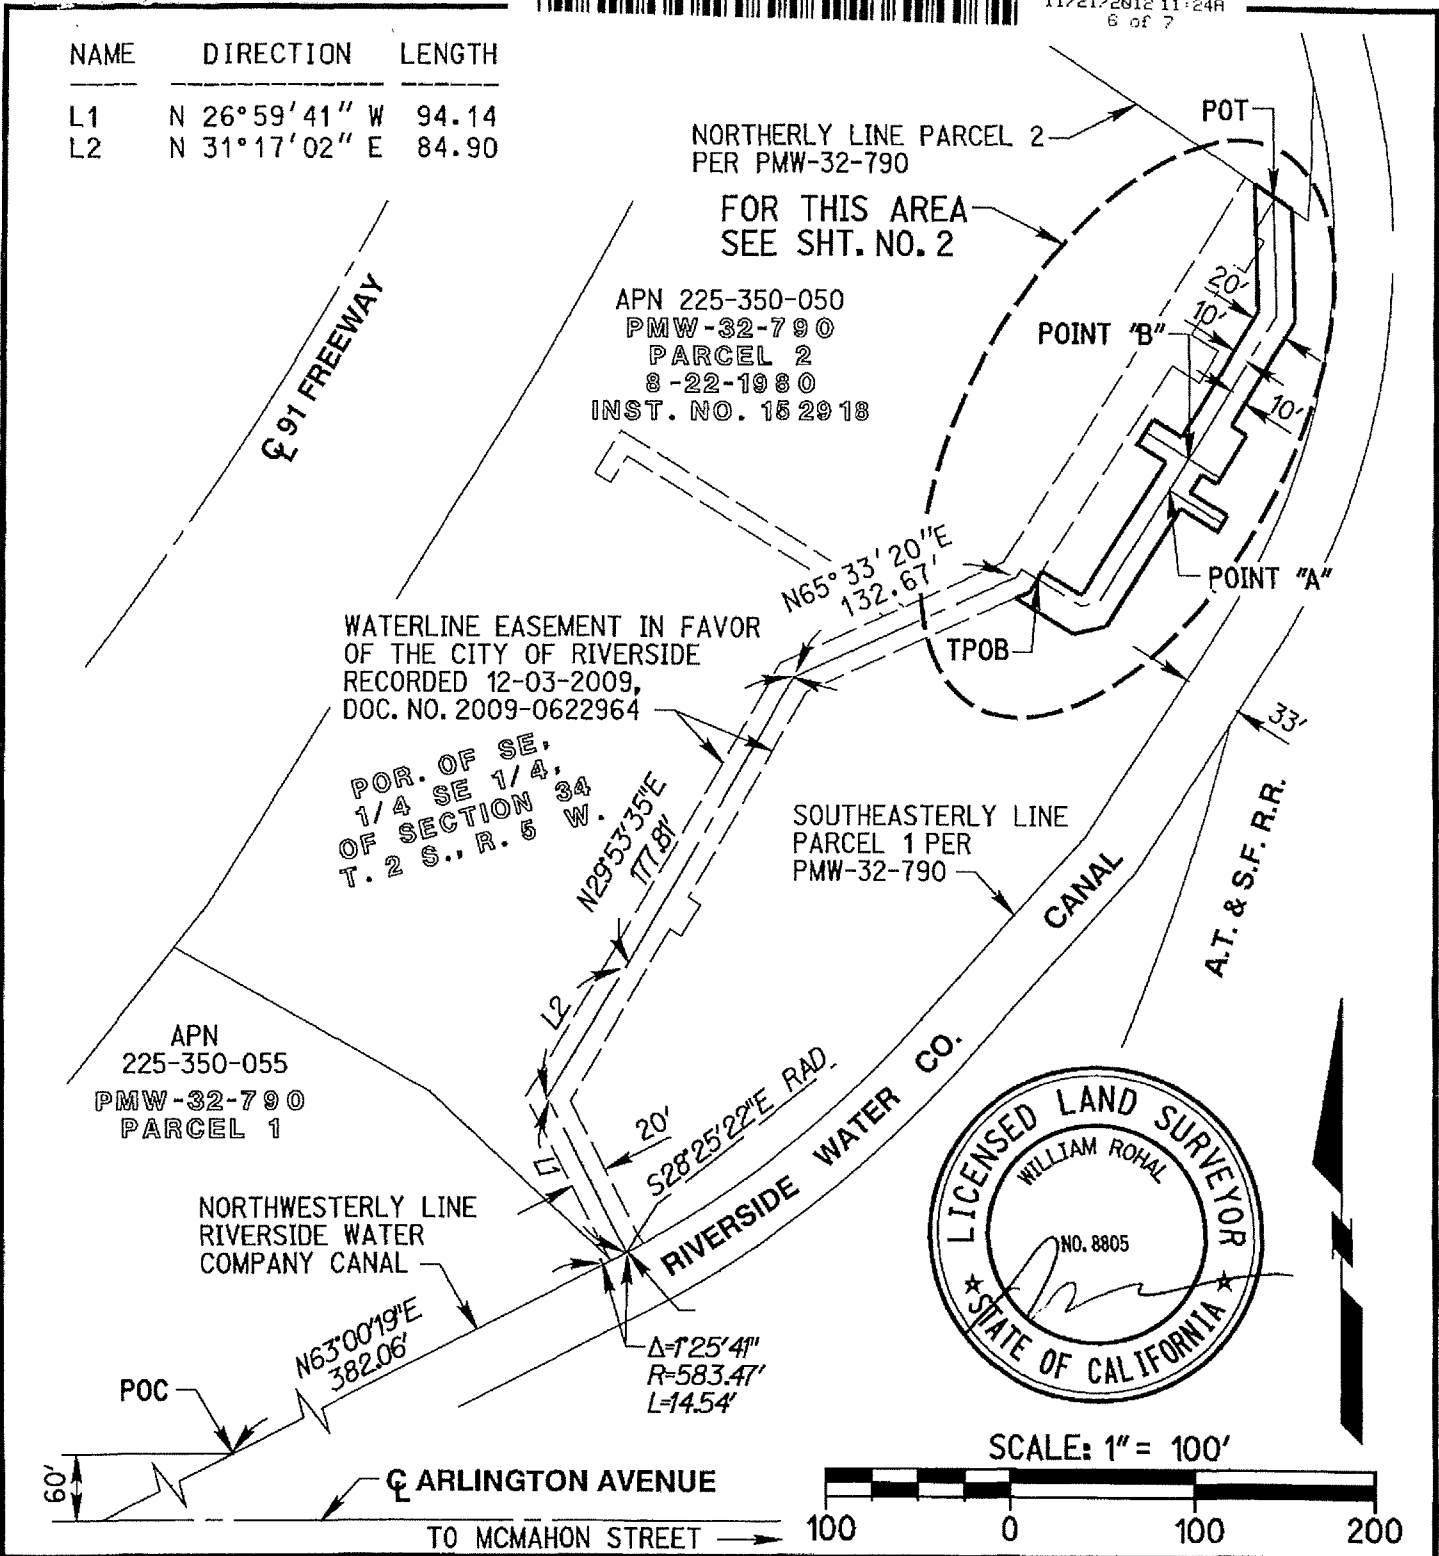 11/21/2012 11:24A
6 of 7
NAME DIRECTION LENGTH
L1 N 26°59'41" W 94.14
L2 N 31°17'02" E 84.90
NORTHERLY LINE PARCEL 2
PER PMW-32-790
POT
FOR THIS AREA
SEE SHT. NO. 2
APN 225-350-050
PMW-32-790
PARCEL 2
8-22-1980
INST. NO. 152918
℄ 91 FREEWAY
20'
10'
POINT "B"
10'
POINT "A"
N65°33'20"E
132.67'
TPOB
WATERLINE EASEMENT IN FAVOR
OF THE CITY OF RIVERSIDE
RECORDED 12-03-2009,
DOC. NO. 2009-0622964
33'
POR. OF SE,
1/4 SE 1/4,
OF SECTION 34
T. 2 S., R. 5 W.
N29°53'35"E
177.81'
SOUTHEASTERLY LINE
PARCEL 1 PER
PMW-32-790
A.T. & S.F. R.R.
L2
APN
225-350-055
PMW-32-790
PARCEL 1
L1
20'
S28°25'22"E RAD.
RIVERSIDE WATER CO. CANAL
NORTHWESTERLY LINE
RIVERSIDE WATER
COMPANY CANAL
N63°00'19"E
382.06'
Δ=1°25'41"
R=583.47'
L=14.54'
POC
60'
℄ ARLINGTON AVENUE
TO MCMAHON STREET
LICENSED LAND SURVEYOR
WILLIAM ROHAL
NO. 8805
STATE OF CALIFORNIA
N
SCALE: 1" = 100'
100 0 100 200